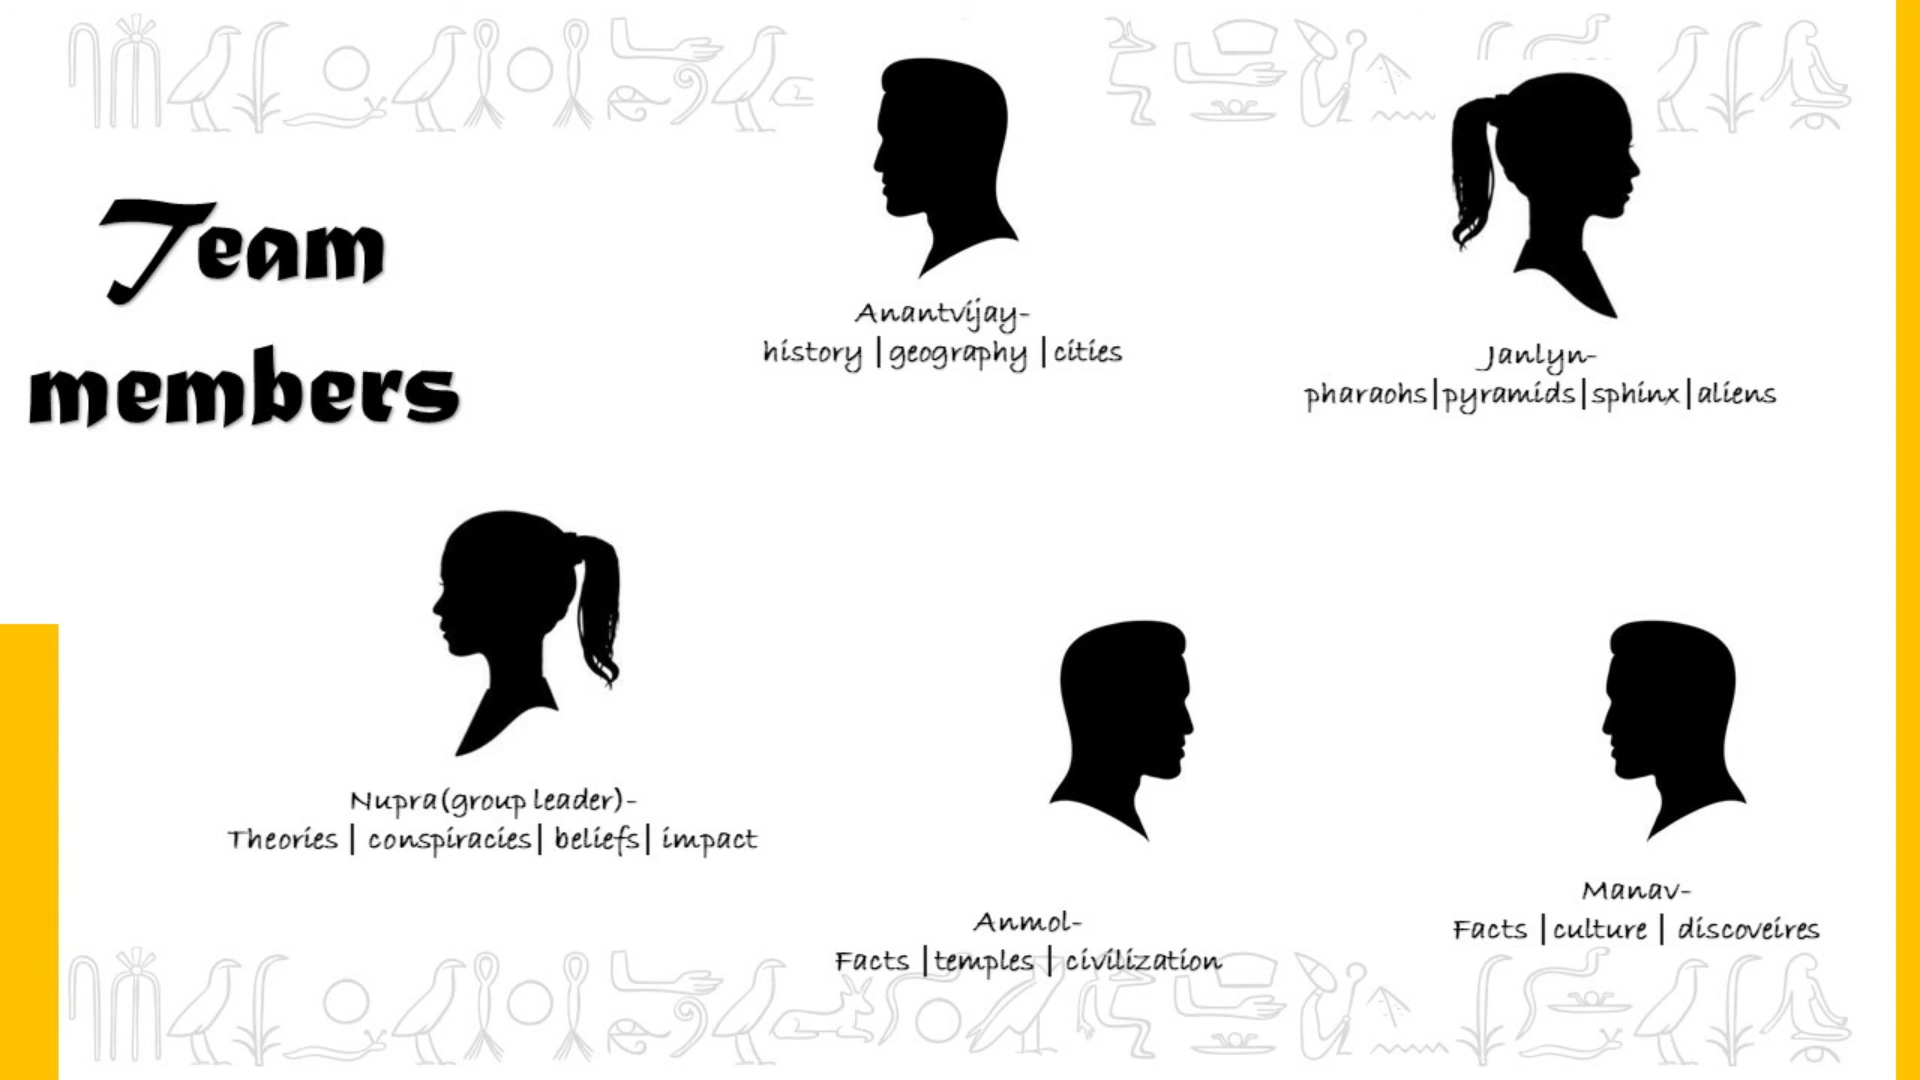 Team
members
Anantvijay-
history |geography |cities
Janlyn-
pharaohs|pyramids|sphinx|aliens
Nupra(group leader)-
Theories | conspiracies| beliefs| impact
Anmol-
Facts |temples | civilization
Manav-
Facts |culture | discoveires